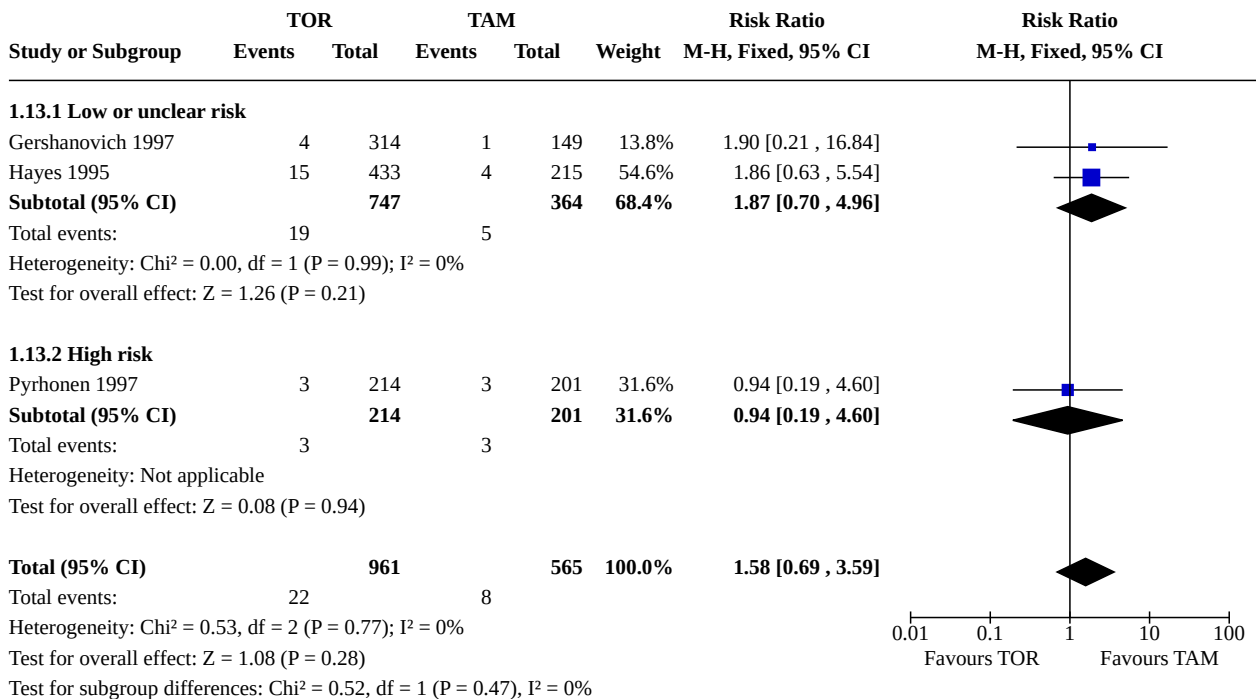 TOR TAM Risk Ratio Risk Ratio
Study or Subgroup Events Total Events Total Weight M-H, Fixed, 95% CI M-H, Fixed, 95% CI
1.13.1 Low or unclear risk
Gershanovich 1997 4 314 1 149 13.8% 1.90 [0.21 , 16.84]
Hayes 1995 15 433 4 215 54.6% 1.86 [0.63 , 5.54]
Subtotal (95% CI) 747 364 68.4% 1.87 [0.70 , 4.96]
Total events: 19 5
Heterogeneity: Chi² = 0.00, df = 1 (P = 0.99); I² = 0%
Test for overall effect: Z = 1.26 (P = 0.21)
1.13.2 High risk
Pyrhonen 1997 3 214 3 201 31.6% 0.94 [0.19 , 4.60]
Subtotal (95% CI) 214 201 31.6% 0.94 [0.19 , 4.60]
Total events: 3 3
Heterogeneity: Not applicable
Test for overall effect: Z = 0.08 (P = 0.94)
Total (95% CI) 961 565 100.0% 1.58 [0.69 , 3.59]
Total events: 22 8
Heterogeneity: Chi² = 0.53, df = 2 (P = 0.77); I² = 0%
0.01 0.1 1 10 100
Test for overall effect: Z = 1.08 (P = 0.28)
Favours TOR Favours TAM
Test for subgroup differences: Chi² = 0.52, df = 1 (P = 0.47), I² = 0%